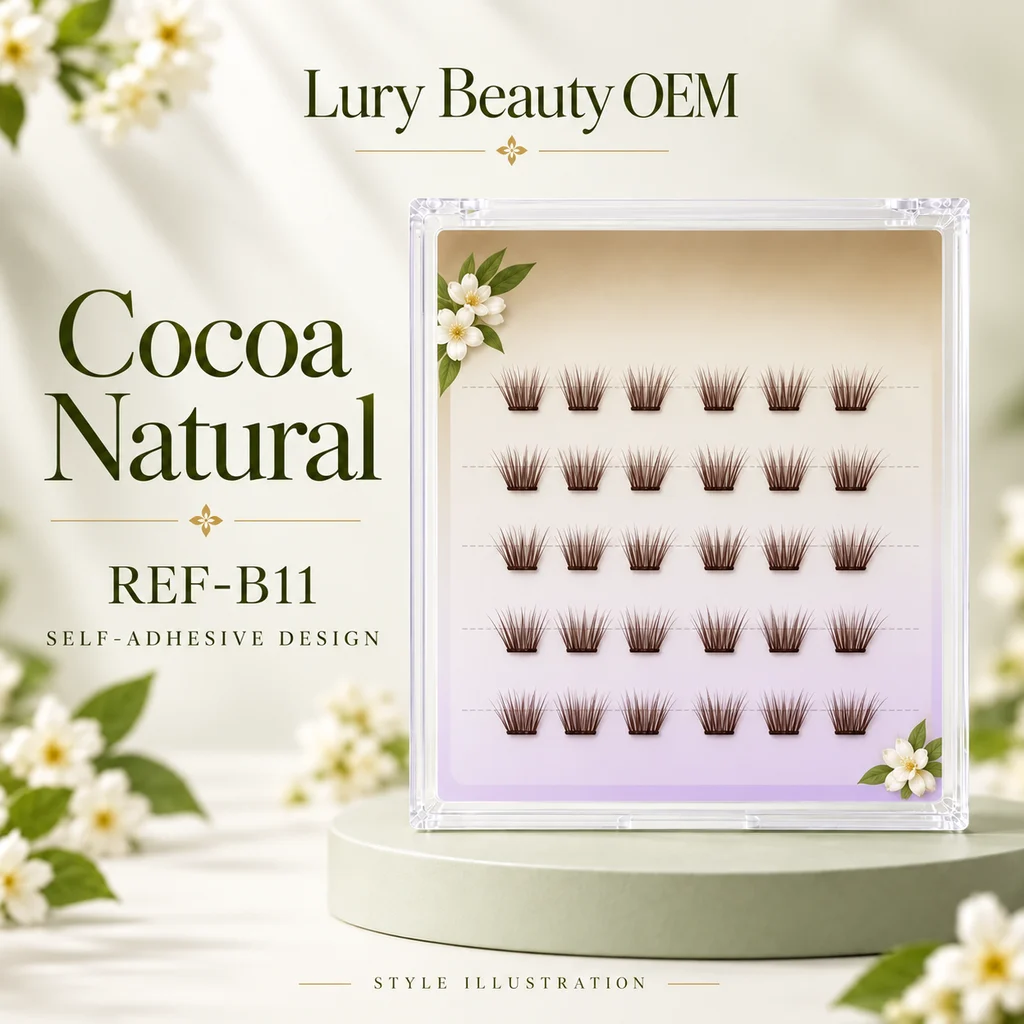 Lury Beauty OEM
Cocoa
Natural
REF-B11
SELF-ADHESIVE DESIGN
STYLE ILLUSTRATION